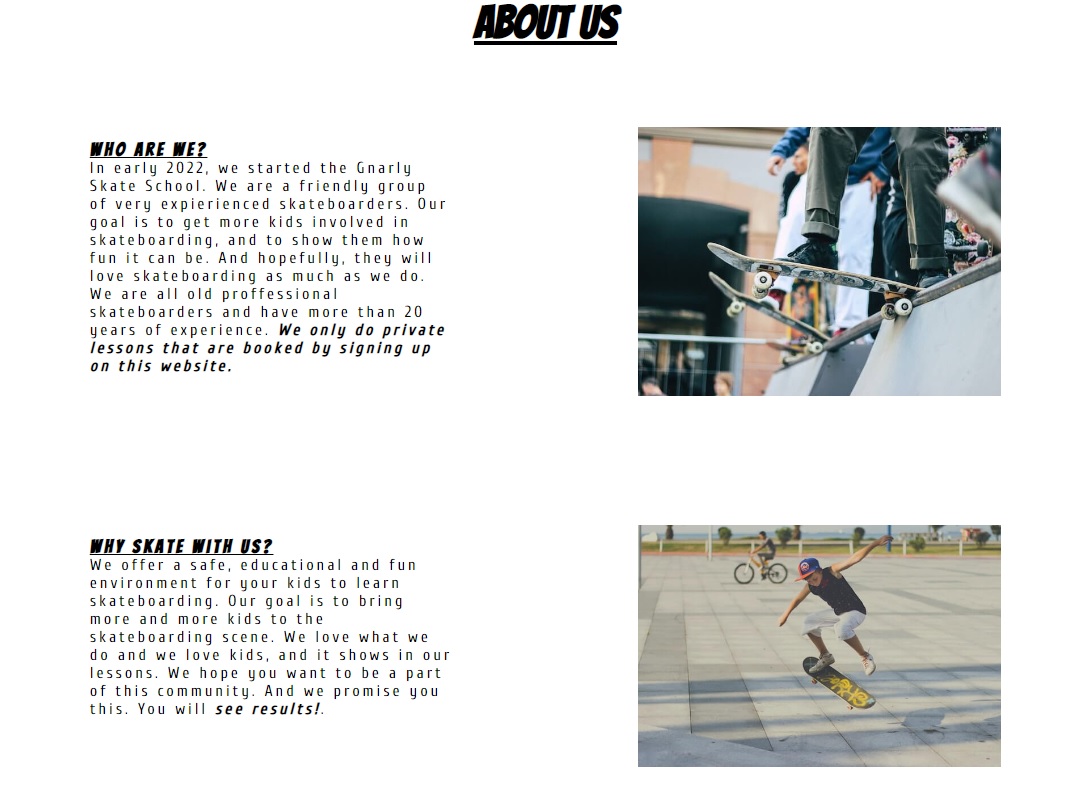 ABOUT US
WHO ARE WE?
In early 2022, we started the Gnarly
Skate School. We are a friendly group
of very expierienced skateboarders. Our
goal is to get more kids involved in
skateboarding, and to show them how
fun it can be. And hopefully, they will
love skateboarding as much as we do.
We are all old proffessional
skateboarders and have more than 20
years of experience. We only do private
lessons that are booked by signing up
on this website.
WHY SKATE WITH US?
We offer a safe, educational and fun
environment for your kids to learn
skateboarding. Our goal is to bring
more and more kids to the
skateboarding scene. We love what we
do and we love kids, and it shows in our
lessons. We hope you want to be a part
of this community. And we promise you
this. You will see results!.